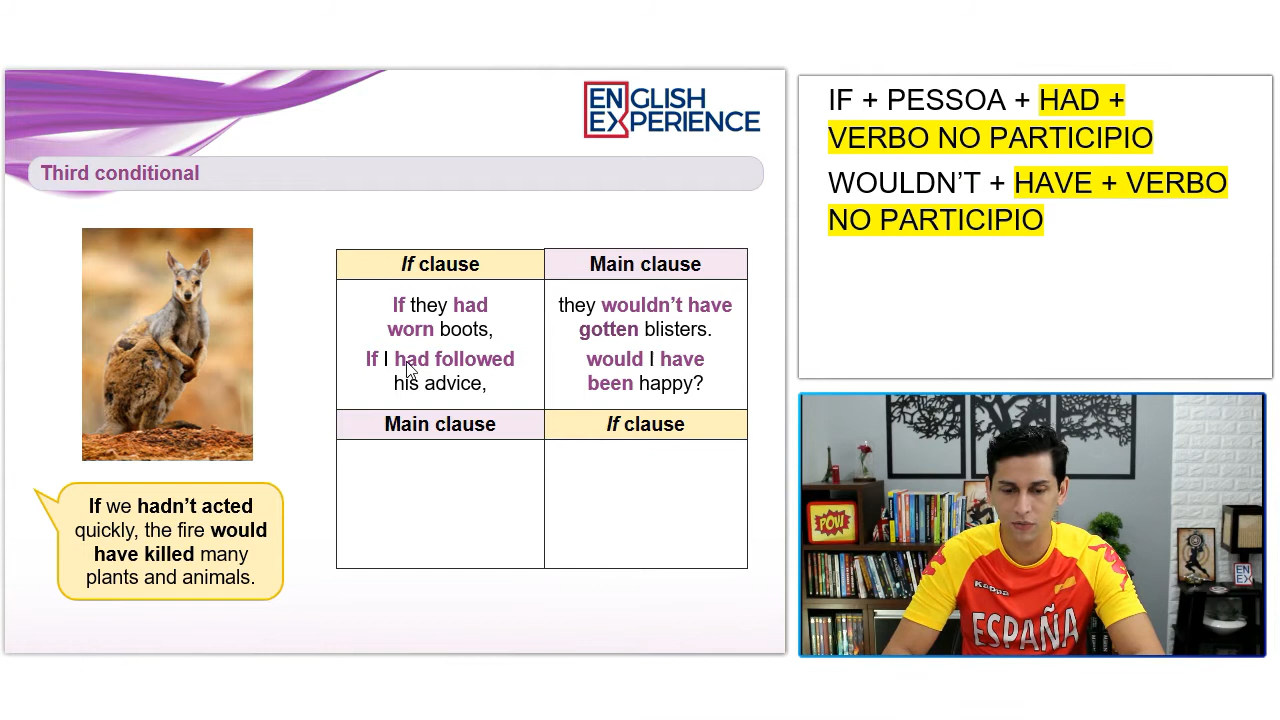 ENGLISH
EXPERIENCE
Third conditional
If clause
Main clause
If they had
worn boots,
they wouldn’t have
gotten blisters.
If I had followed
his advice,
would I have
been happy?
Main clause
If clause
If we hadn’t acted
quickly, the fire would
have killed many
plants and animals.
IF + PESSOA + HAD +
VERBO NO PARTICIPIO
WOULDN’T + HAVE + VERBO
NO PARTICIPIO
POW!
Kappa
ESPAÑA
EN
EX